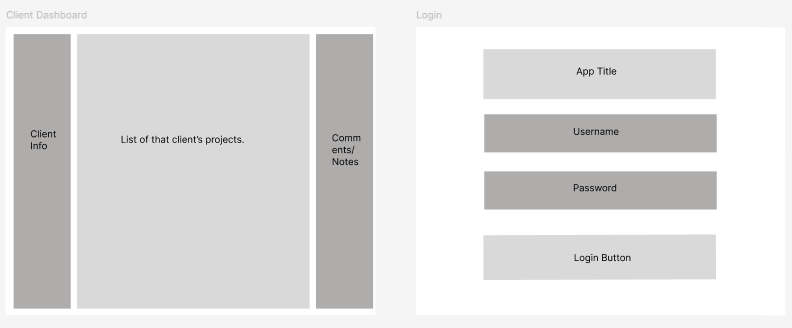 Client Dashboard
Client
Info
List of that client's projects.
Comm
ents/
Notes
Login
App Title
Username
Password
Login Button